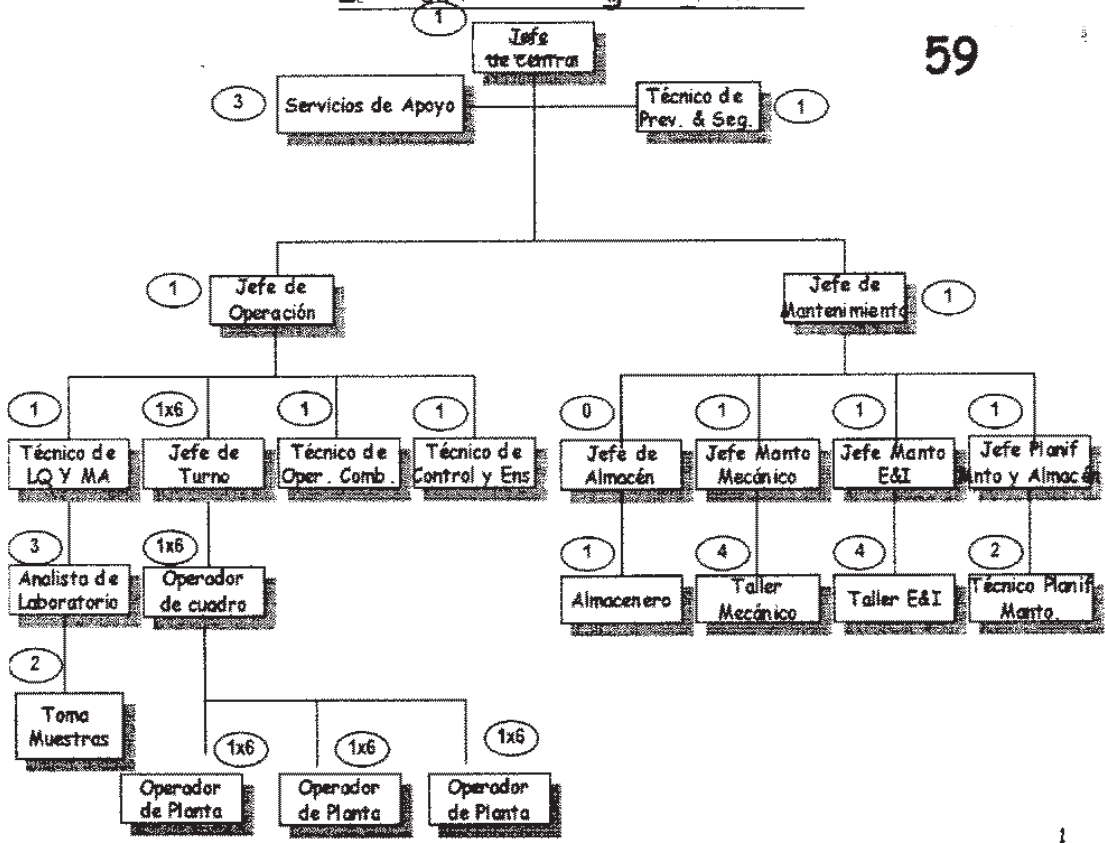 1
Jefe
de Central
59
3
Servicios de Apoyo
Técnico de
Prev. & Seg.
1
1
Jefe de
Operación
Jefe de
Mantenimiento
1
1
1x6
1
1
0
1
1
1
Técnico de
LQ Y MA
Jefe de
Turno
Técnico de
Oper. Comb.
Técnico de
Control y Ens
Jefe de
Almacén
Jefe Manto
Mecánico
Jefe Manto
E&I
Jefe Planif
Mnto y Almacén
3
1x6
1
4
4
2
Analista de
Laboratorio
Operador
de cuadro
Almacenero
Taller
Mecánico
Taller E&I
Técnico Planif
Manto.
2
Toma
Muestras
1x6
1x6
1x6
Operador
de Planta
Operador
de Planta
Operador
de Planta
1